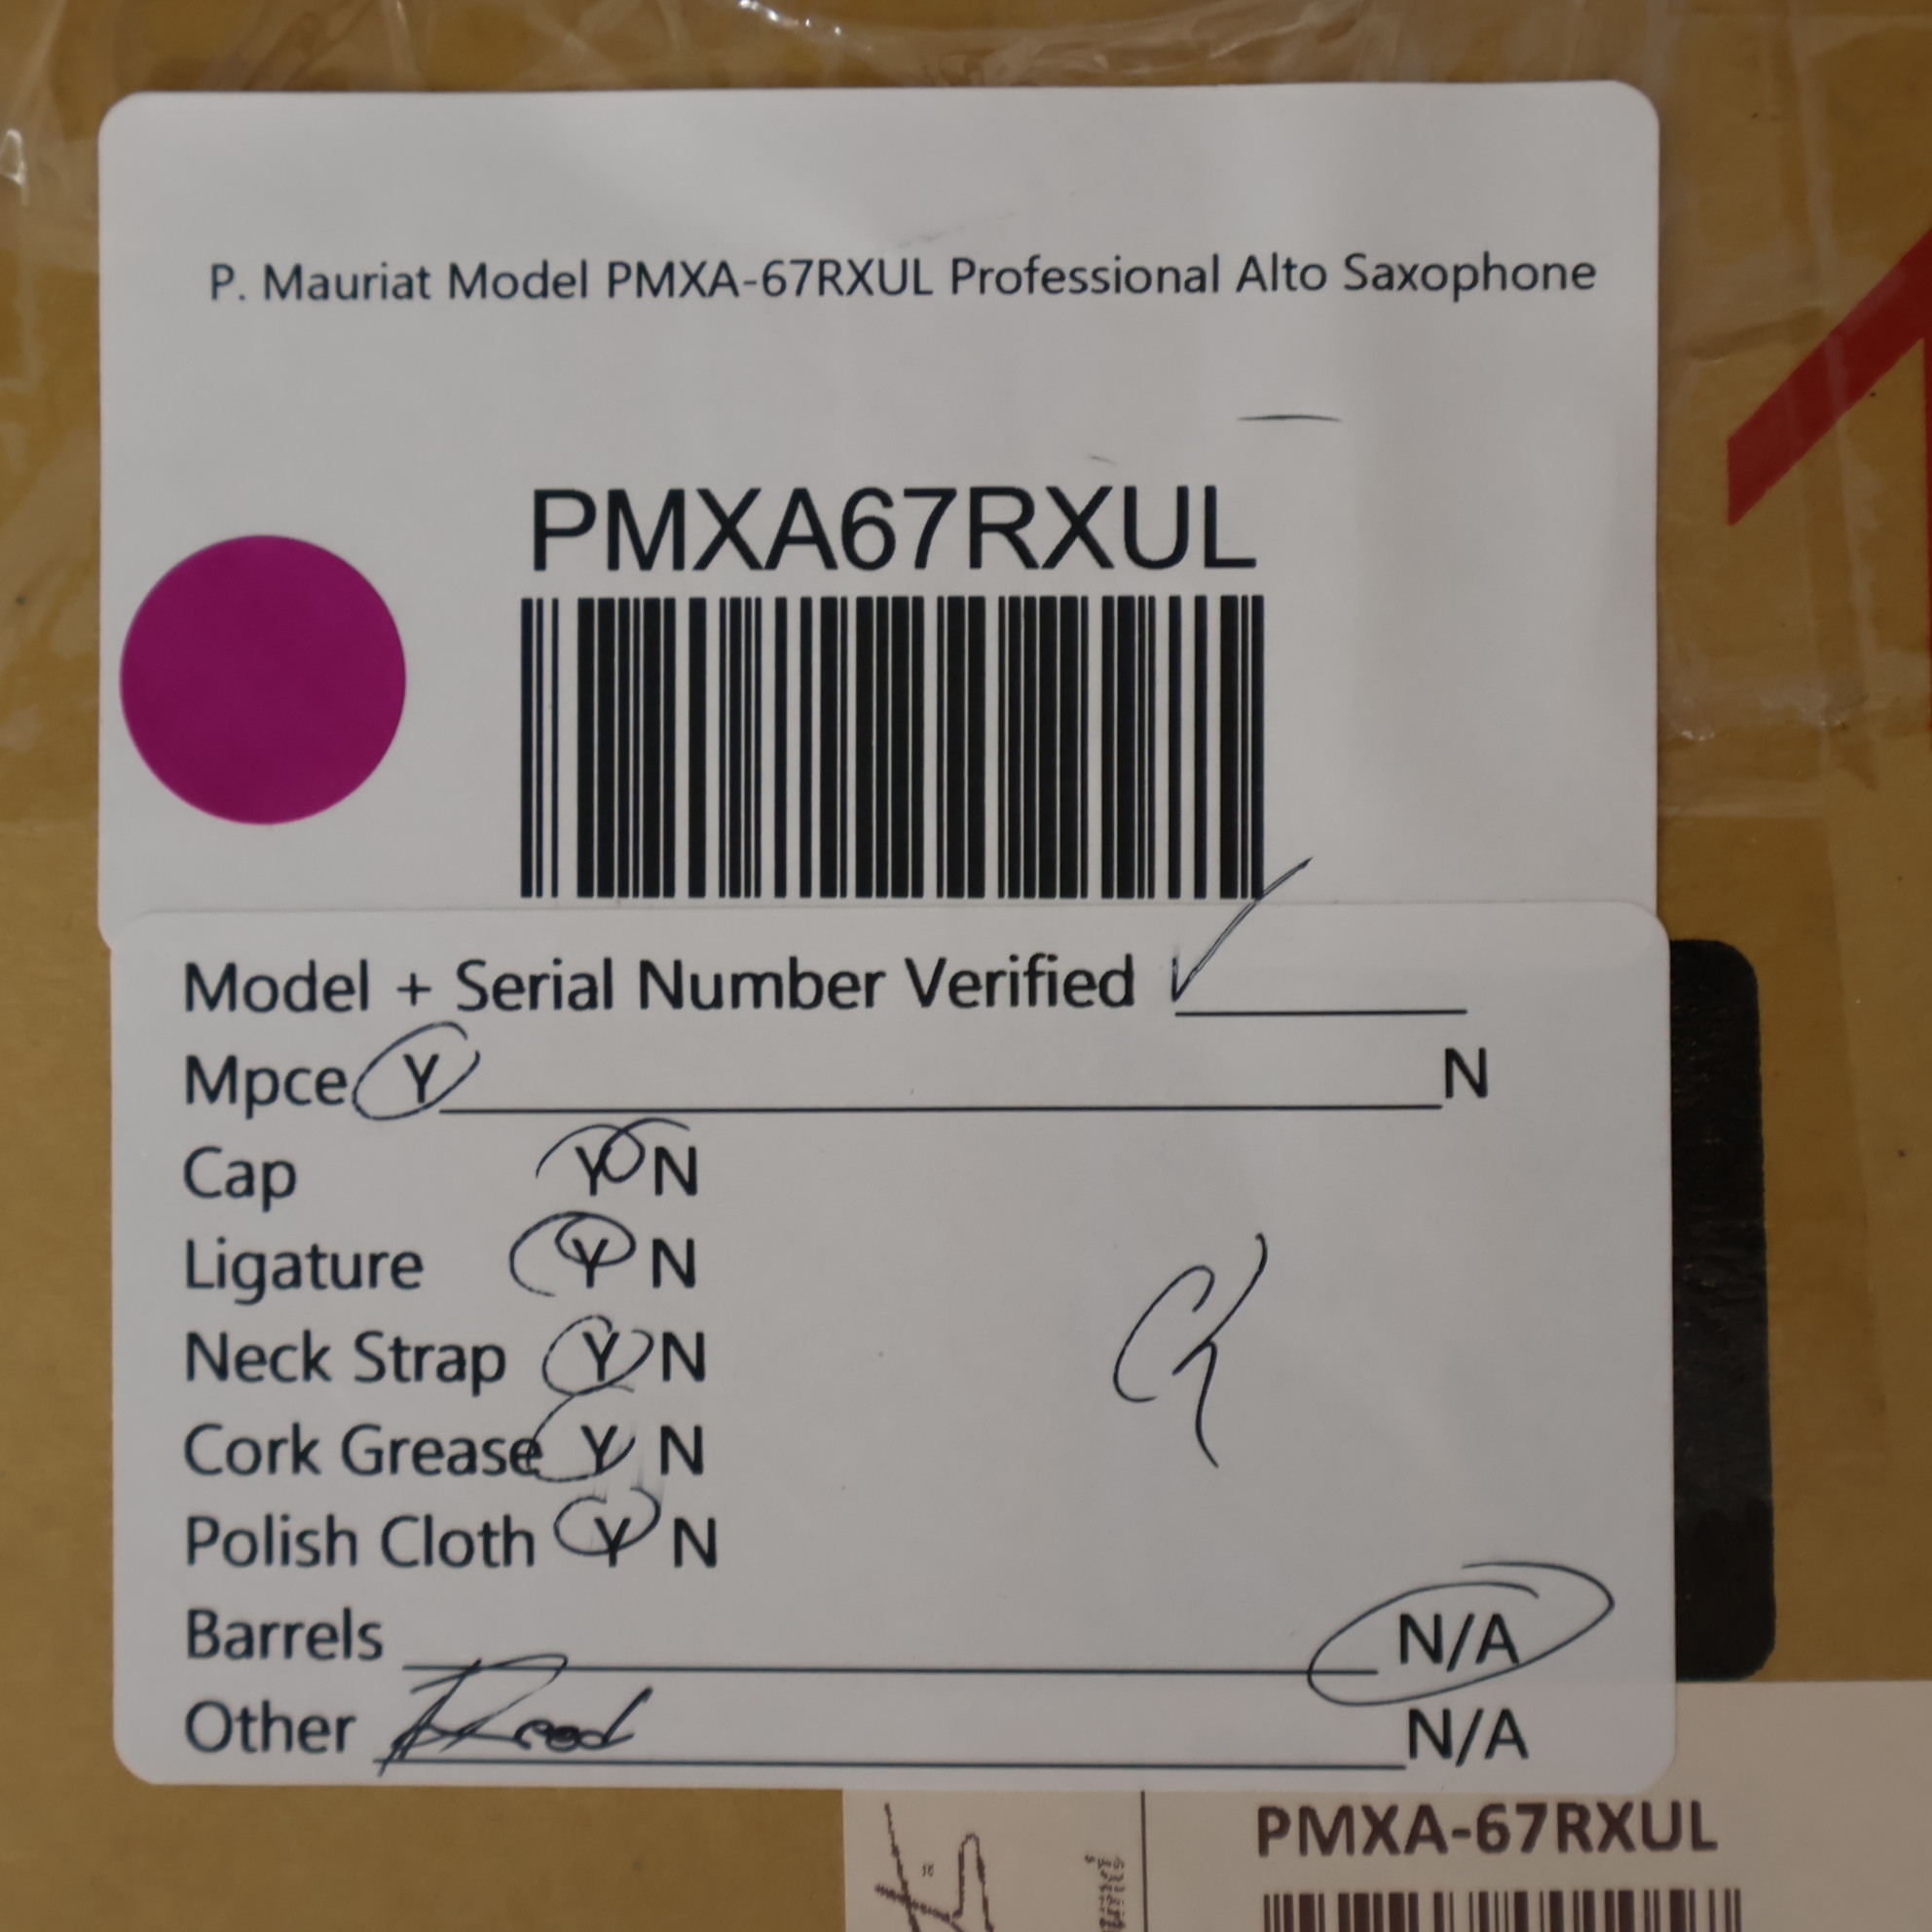 P. Mauriat Model PMXA-67RXUL Professional Alto Saxophone
PMXA67RXUL
Model + Serial Number Verified ✓
Mpce Y N
Cap Y N
Ligature Y N
Neck Strap Y N
Cork Grease Y N
Polish Cloth Y N
Barrels N/A
Other Reed N/A
PMXA-67RXUL